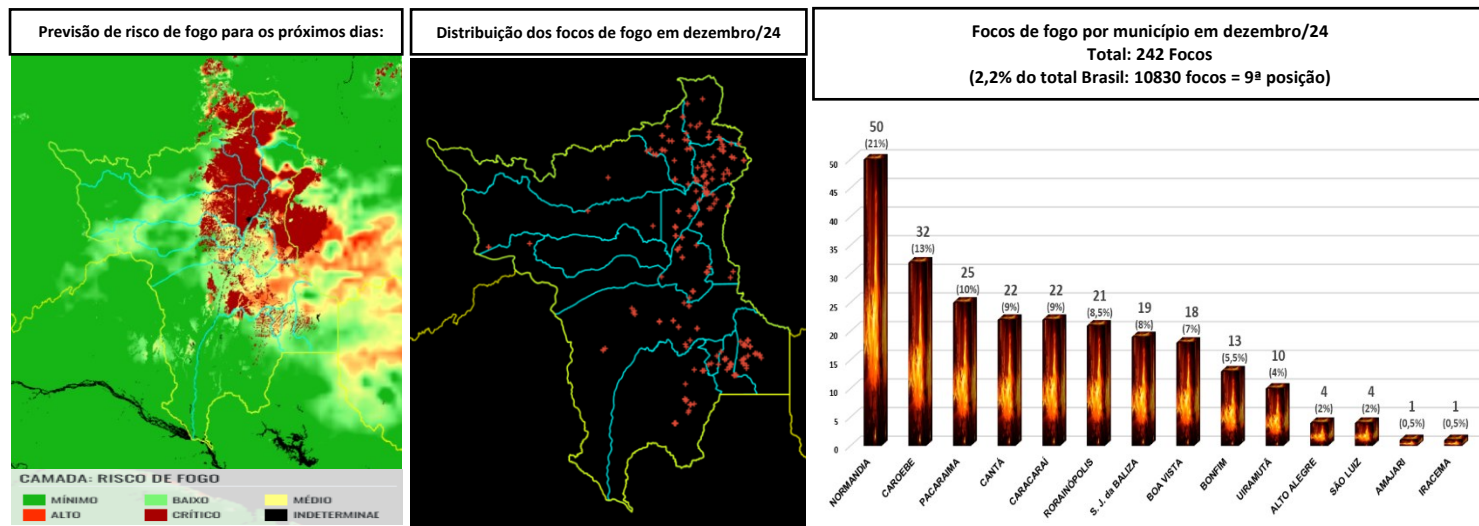 Previsão de risco de fogo para os próximos dias:
CAMADA: RISCO DE FOGO
MÍNIMO
BAIXO
MÉDIO
ALTO
CRÍTICO
INDETERMINAE
Distribuição dos focos de fogo em dezembro/24
Focos de fogo por município em dezembro/24
Total: 242 Focos
(2,2% do total Brasil: 10830 focos = 9ª posição)
50
(21%)
32
(13%)
25
(10%)
22
(9%)
22
(9%)
21
(8,5%)
19
(8%)
18
(7%)
13
(5,5%)
10
(4%)
4
(2%)
4
(2%)
1
(0,5%)
1
(0,5%)
50
45
40
35
30
25
20
15
10
5
0
NORMANDIA
CAROEBE
PACARAIMA
CANTÁ
CARACARAÍ
RORAINÓPOLIS
S. J. da BALIZA
BOA VISTA
BONFIM
UIRAMUTÃ
ALTO ALEGRE
SÃO LUIZ
AMAJARI
IRACEMA